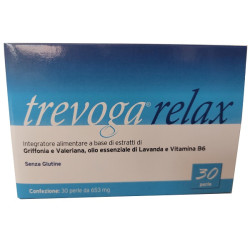 trevoga® relax
Integratore alimentare a base di estratti di
Griffonia e Valeriana, olio essenziale di Lavanda e Vitamina B6
Senza Glutine
30
perle
Confezione: 30 perle da 853 mg